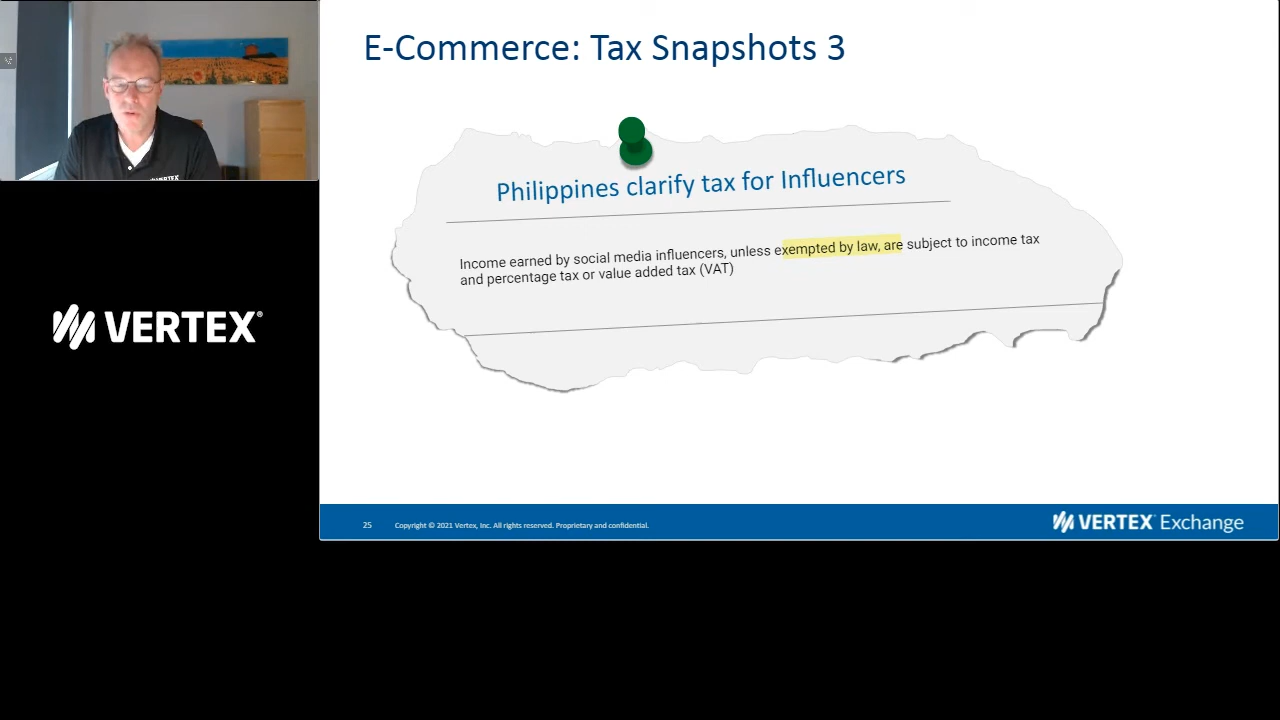 E-Commerce: Tax Snapshots 3
Philippines clarify tax for Influencers
Income earned by social media influencers, unless exempted by law, are subject to income tax
and percentage tax or value added tax (VAT)
VERTEX®
25 Copyright © 2021 Vertex, Inc. All rights reserved. Proprietary and confidential.
VERTEX Exchange